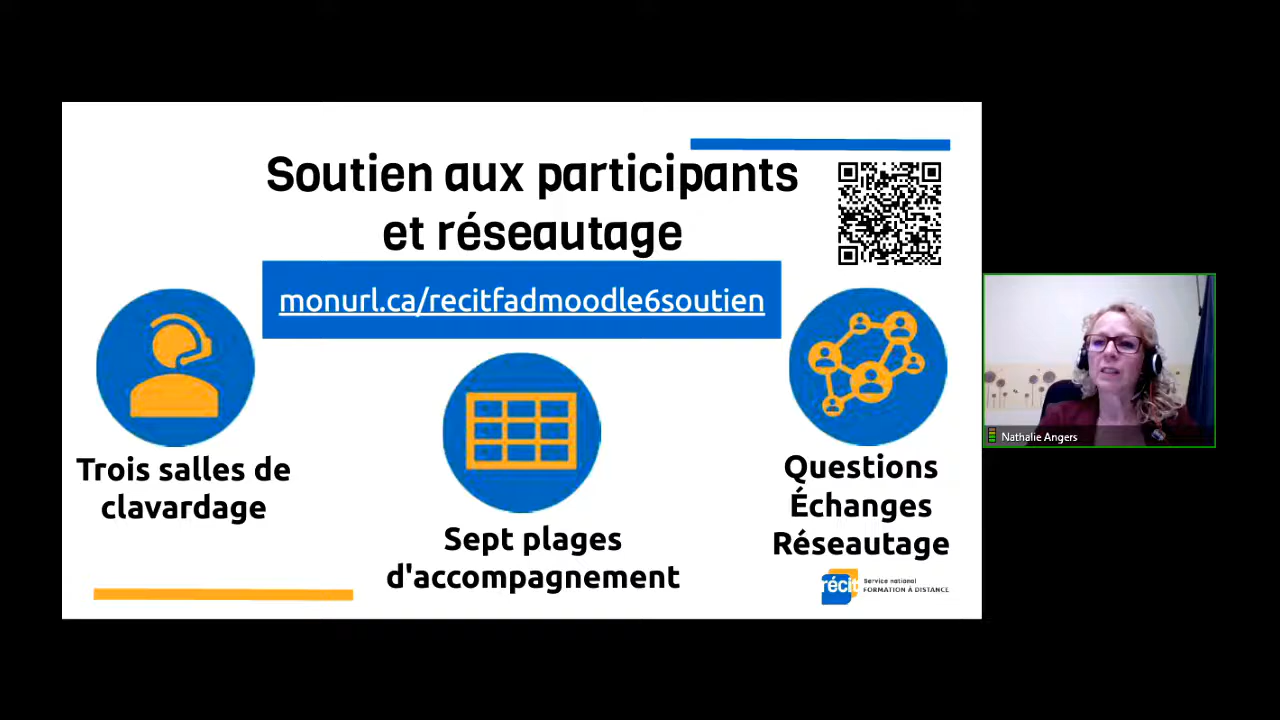 Soutien aux participants
et réseautage
monurl.ca/recitfadmoodle6soutien
Trois salles de
clavardage
Sept plages
d'accompagnement
Questions
Échanges
Réseautage
récit
Service national
FORMATION À DISTANCE
Nathalie Angers